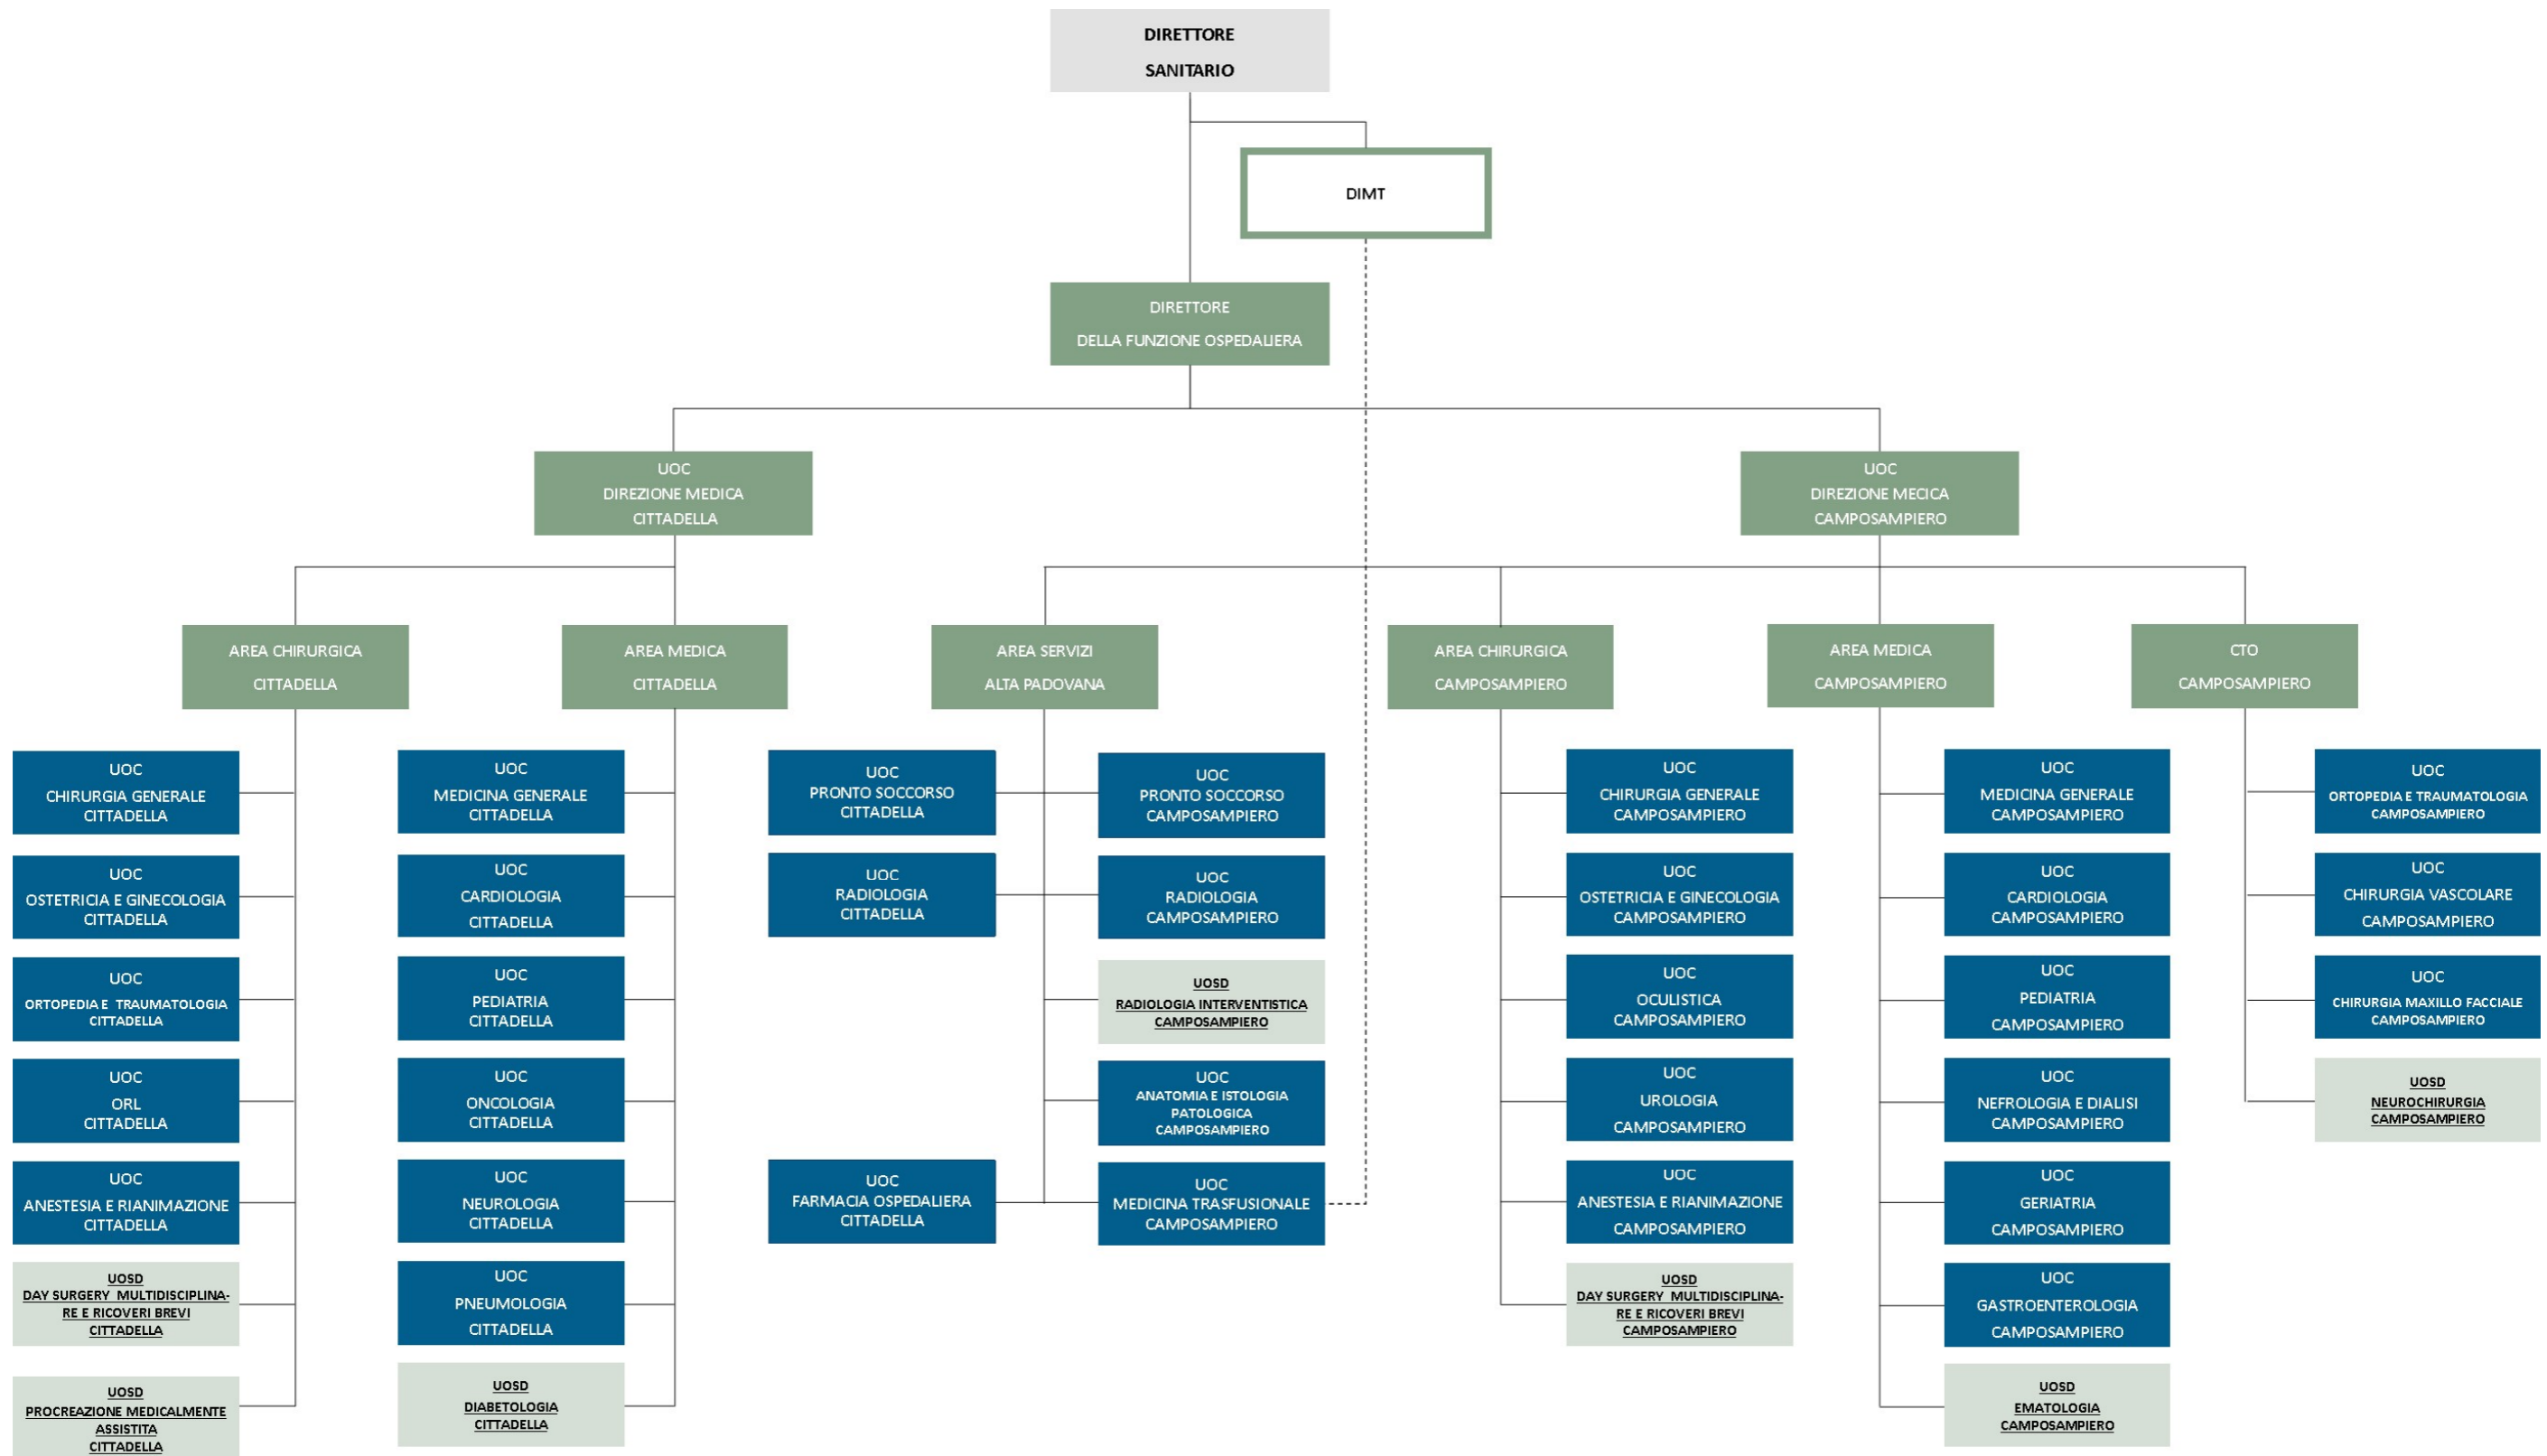 DIRETTORE
SANITARIO
DIMT
DIRETTORE
DELLA FUNZIONE OSPEDALIERA
UOC
DIREZIONE MEDICA
CITTADELLA
UOC
DIREZIONE MECICA
CAMPOSAMPIERO
AREA CHIRURGICA
CITTADELLA
AREA MEDICA
CITTADELLA
AREA SERVIZI
ALTA PADOVANA
AREA CHIRURGICA
CAMPOSAMPIERO
AREA MEDICA
CAMPOSAMPIERO
CTO
CAMPOSAMPIERO
UOC
CHIRURGIA GENERALE
CITTADELLA
UOC
OSTETRICIA E GINECOLOGIA
CITTADELLA
UOC
ORTOPEDIA E TRAUMATOLOGIA
CITTADELLA
UOC
ORL
CITTADELLA
UOC
ANESTESIA E RIANIMAZIONE
CITTADELLA
UOSD
DAY SURGERY MULTIDISCIPLINA-
RE E RICOVERI BREVI
CITTADELLA
UOSD
PROCREAZIONE MEDICALMENTE
ASSISTITA
CITTADELLA
UOC
MEDICINA GENERALE
CITTADELLA
UOC
CARDIOLOGIA
CITTADELLA
UOC
PEDIATRIA
CITTADELLA
UOC
ONCOLOGIA
CITTADELLA
UOC
NEUROLOGIA
CITTADELLA
UOC
PNEUMOLOGIA
CITTADELLA
UOSD
DIABETOLOGIA
CITTADELLA
UOC
PRONTO SOCCORSO
CITTADELLA
UOC
RADIOLOGIA
CITTADELLA
UOC
FARMACIA OSPEDALIERA
CITTADELLA
UOC
PRONTO SOCCORSO
CAMPOSAMPIERO
UOC
RADIOLOGIA
CAMPOSAMPIERO
UOSD
RADIOLOGIA INTERVENTISTICA
CAMPOSAMPIERO
UOC
ANATOMIA E ISTOLOGIA
PATOLOGICA
CAMPOSAMPIERO
UOC
MEDICINA TRASFUSIONALE
CAMPOSAMPIERO
UOC
CHIRURGIA GENERALE
CAMPOSAMPIERO
UOC
OSTETRICIA E GINECOLOGIA
CAMPOSAMPIERO
UOC
OCULISTICA
CAMPOSAMPIERO
UOC
UROLOGIA
CAMPOSAMPIERO
UOC
ANESTESIA E RIANIMAZIONE
CAMPOSAMPIERO
UOSD
DAY SURGERY MULTIDISCIPLINA-
RE E RICOVERI BREVI
CAMPOSAMPIERO
UOC
MEDICINA GENERALE
CAMPOSAMPIERO
UOC
CARDIOLOGIA
CAMPOSAMPIERO
UOC
PEDIATRIA
CAMPOSAMPIERO
UOC
NEFROLOGIA E DIALISI
CAMPOSAMPIERO
UOC
GERIATRIA
CAMPOSAMPIERO
UOC
GASTROENTEROLOGIA
CAMPOSAMPIERO
UOSD
EMATOLOGIA
CAMPOSAMPIERO
UOC
ORTOPEDIA E TRAUMATOLOGIA
CAMPOSAMPIERO
UOC
CHIRURGIA VASCOLARE
CAMPOSAMPIERO
UOC
CHIRURGIA MAXILLO FACCIALE
CAMPOSAMPIERO
UOSD
NEUROCHIRURGIA
CAMPOSAMPIERO